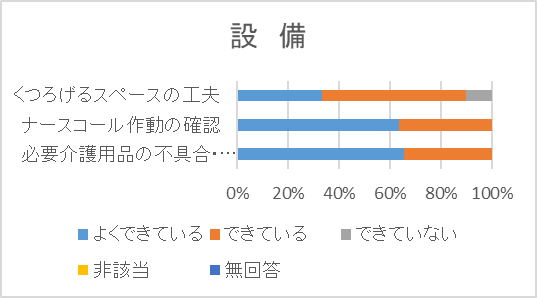 設 備
くつろげるスペースの工夫
ナースコール作動の確認
必要介護用品の不具合・…
0% 20% 40% 60% 80% 100%
よくできている できている できていない
非該当 無回答